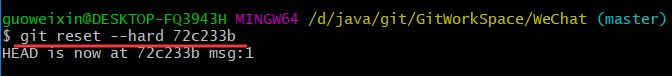 guoweixin@DESKTOP-FQ3943H MINGW64 /d/java/git/GitWorkSpace/WeChat (master)
$ git reset --hard 72c233b
HEAD is now at 72c233b msg:1